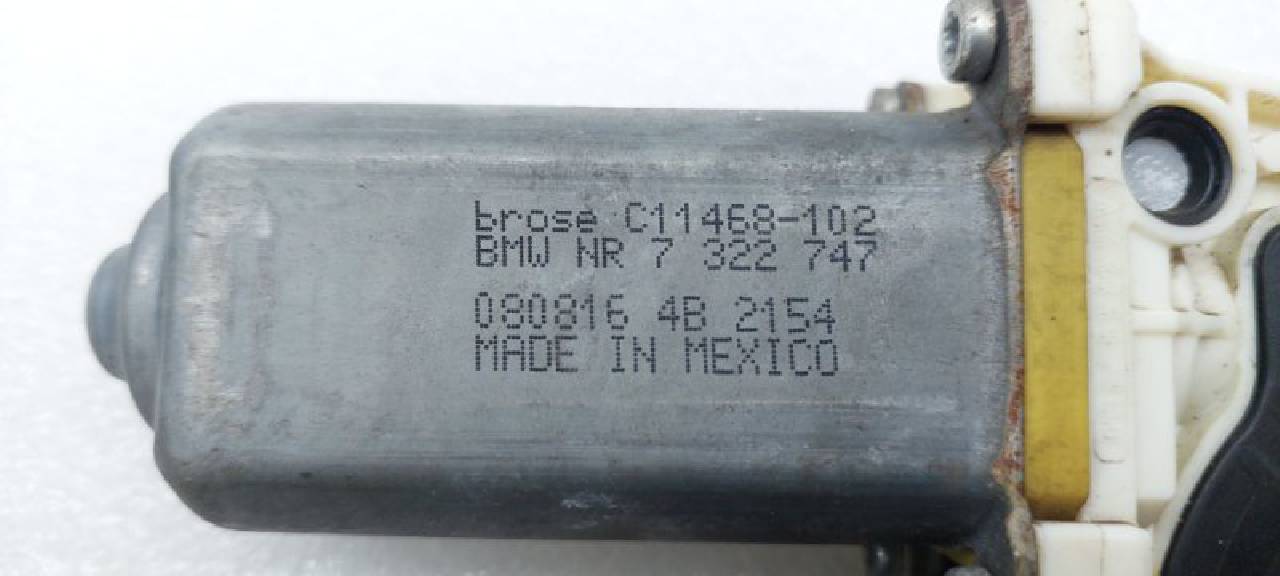 brose C11468-102
BMW NR 7 322 747
080816 4B 2154
MADE IN MEXICO